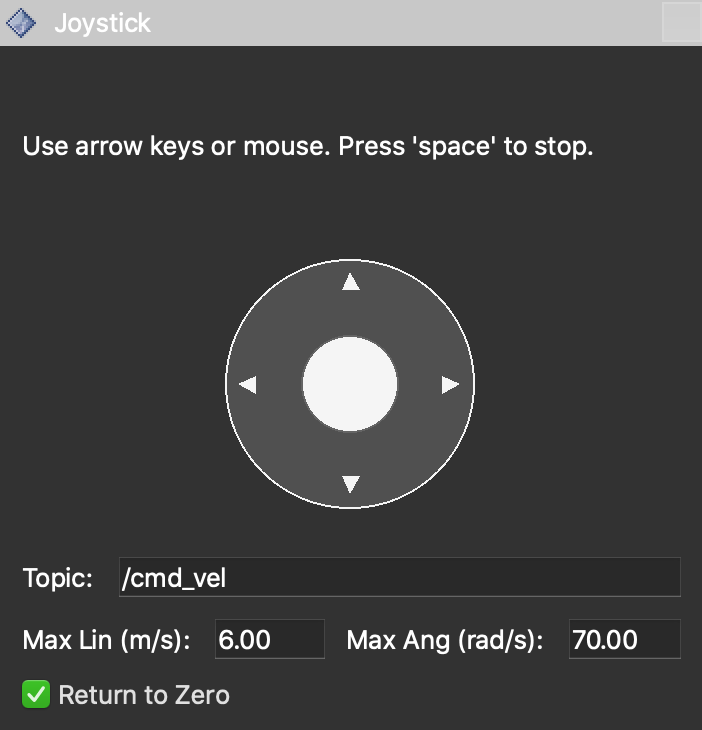 Joystick
Use arrow keys or mouse. Press 'space' to stop.
Topic: /cmd_vel
Max Lin (m/s): 6.00 Max Ang (rad/s): 70.00
Return to Zero